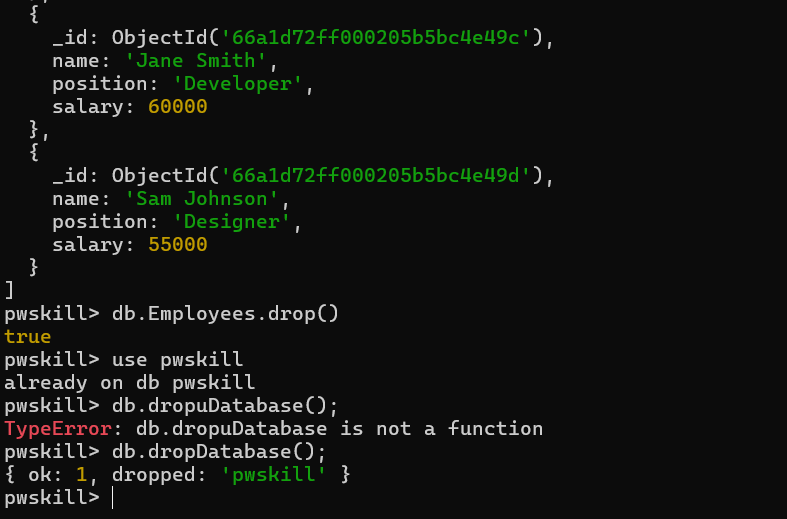 {
_id: ObjectId('66a1d72ff000205b5bc4e49c'),
name: 'Jane Smith',
position: 'Developer',
salary: 60000
},
{
_id: ObjectId('66a1d72ff000205b5bc4e49d'),
name: 'Sam Johnson',
position: 'Designer',
salary: 55000
}
]
pwskill> db.Employees.drop()
true
pwskill> use pwskill
already on db pwskill
pwskill> db.dropuDatabase();
TypeError: db.dropuDatabase is not a function
pwskill> db.dropDatabase();
{ ok: 1, dropped: 'pwskill' }
pwskill>